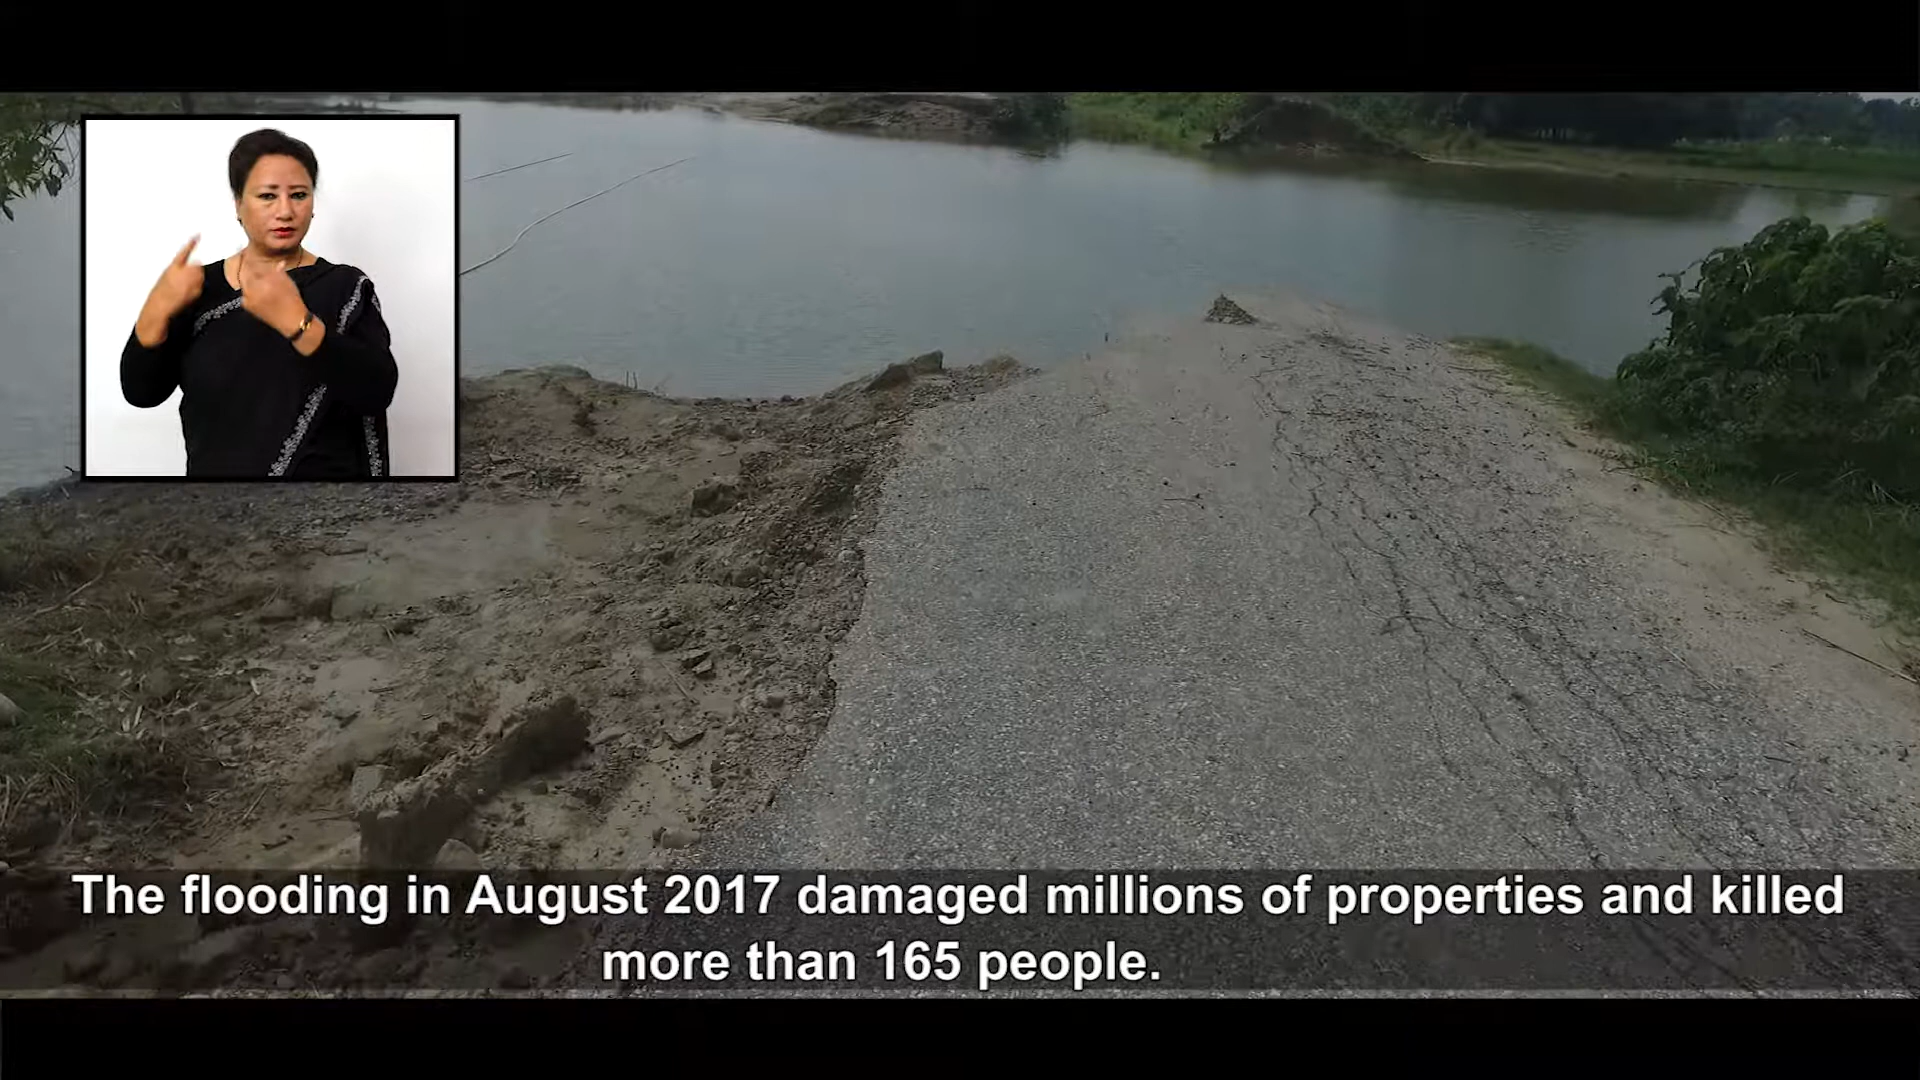 The flooding in August 2017 damaged millions of properties and killed
more than 165 people.